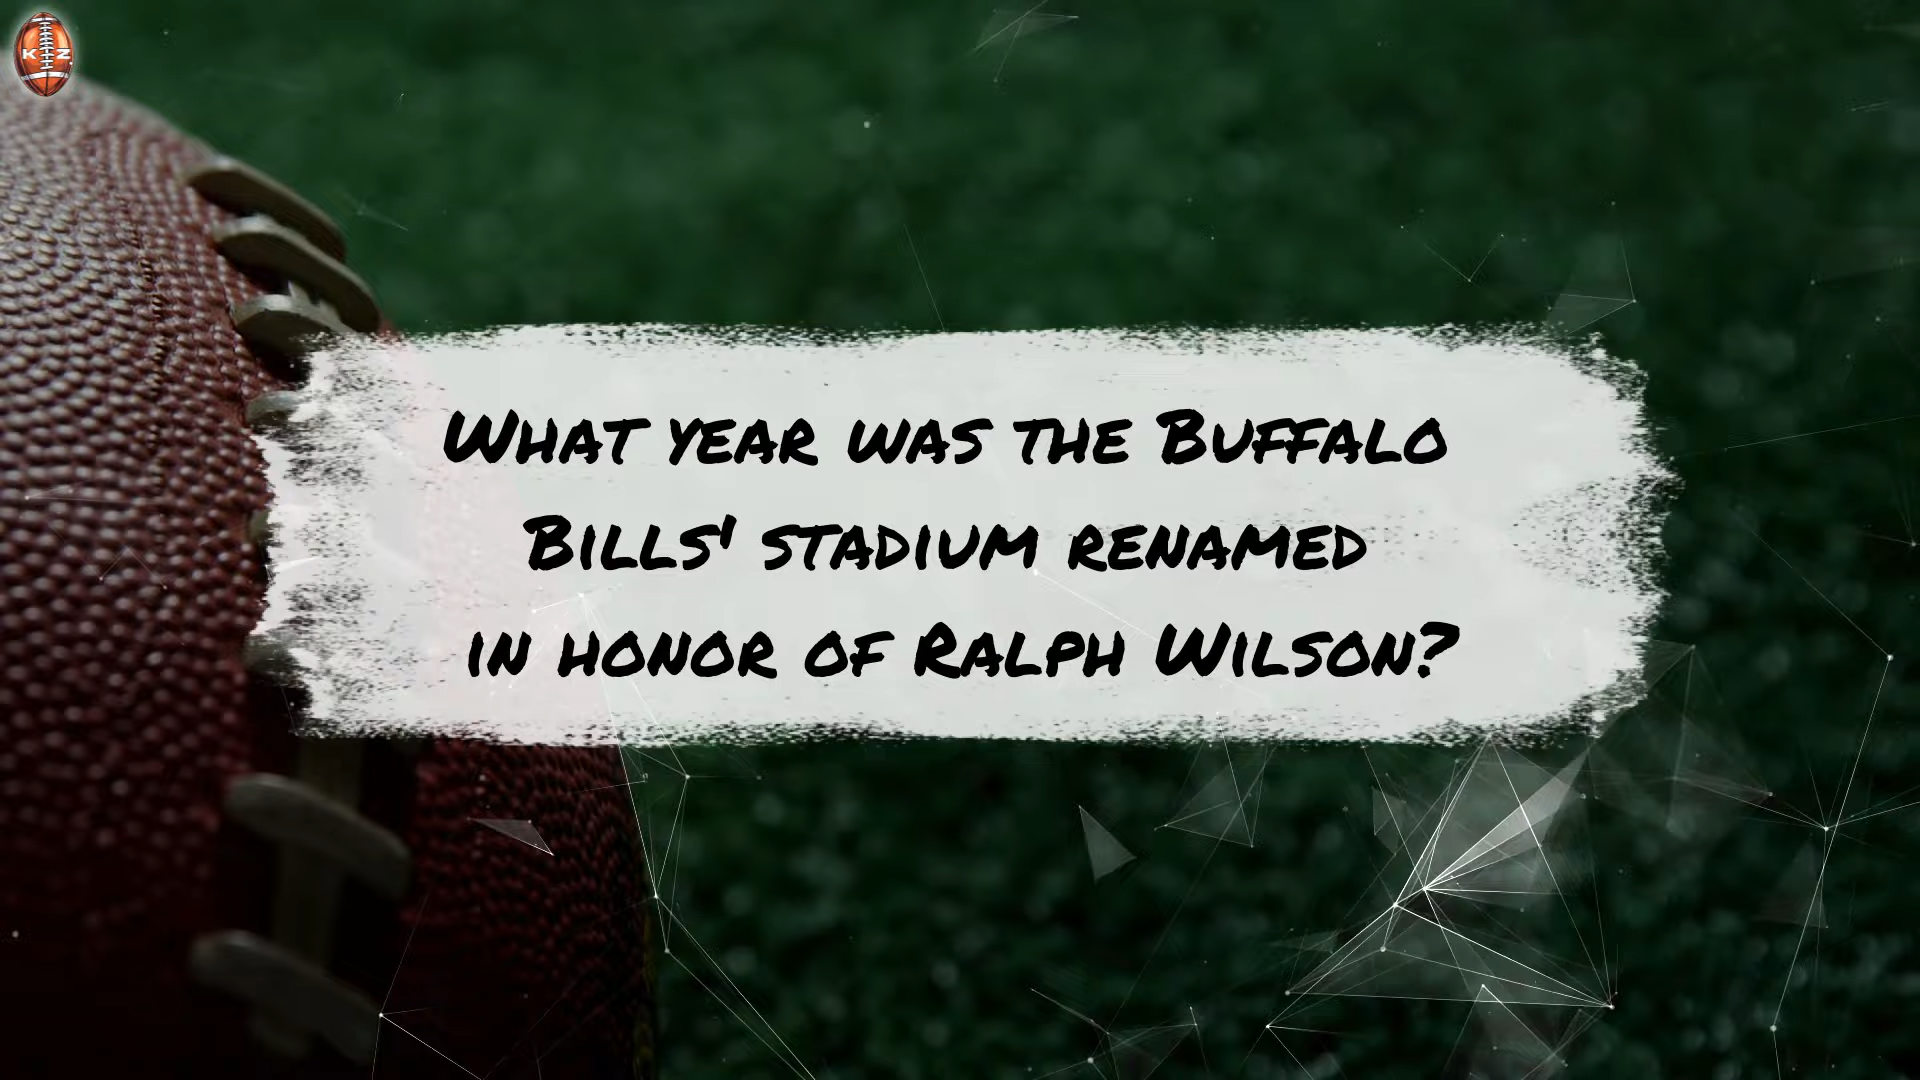 K Z
What year was the Buffalo
Bills' stadium renamed
in honor of Ralph Wilson?